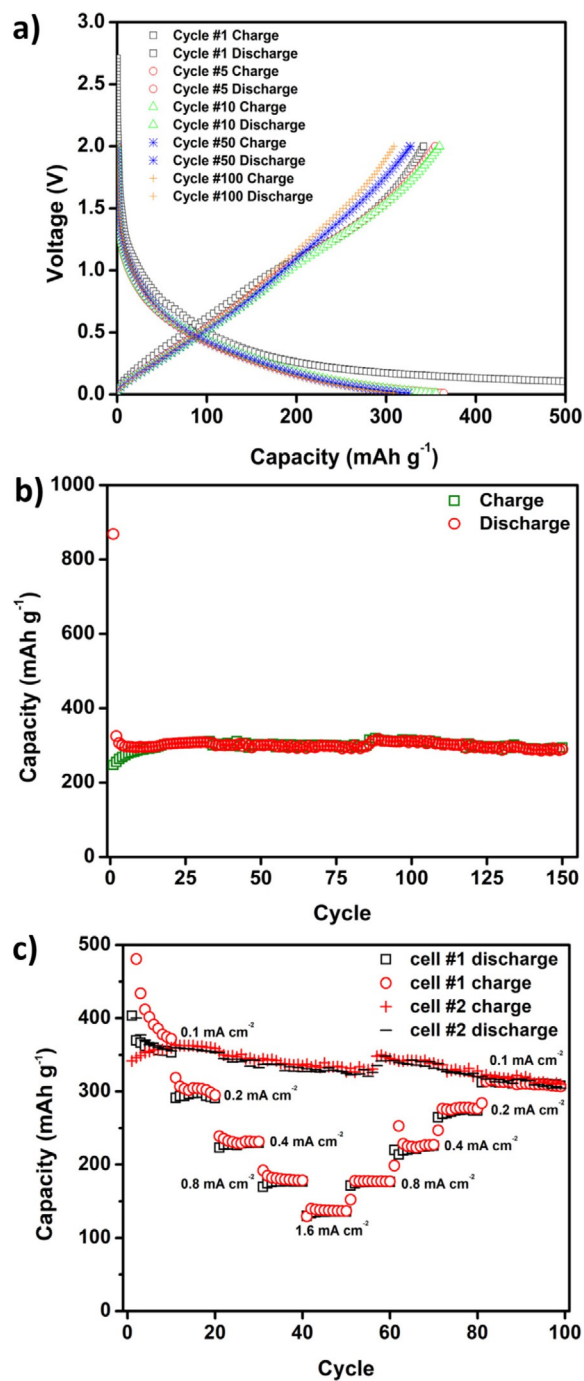 a)
3.0
2.5
2.0
1.5
1.0
0.5
0.0
Voltage (V)
Cycle #1 Charge
Cycle #1 Discharge
Cycle #5 Charge
Cycle #5 Discharge
Cycle #10 Charge
Cycle #10 Discharge
Cycle #50 Charge
Cycle #50 Discharge
Cycle #100 Charge
Cycle #100 Discharge
0 100 200 300 400 500
Capacity (mAh g⁻¹)
b)
1000
800
600
400
200
0
Capacity (mAh g⁻¹)
Charge
Discharge
0 25 50 75 100 125 150
Cycle
c)
500
400
300
200
100
0
Capacity (mAh g⁻¹)
cell #1 discharge
cell #1 charge
cell #2 charge
cell #2 discharge
0.1 mA cm⁻²
0.1 mA cm⁻²
0.2 mA cm⁻²
0.2 mA cm⁻²
0.4 mA cm⁻²
0.4 mA cm⁻²
0.8 mA cm⁻²
0.8 mA cm⁻²
1.6 mA cm⁻²
0 20 40 60 80 100
Cycle